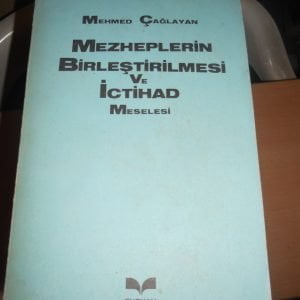 Mehmed Çağlayan
Mezheplerin
Birleştirilmesi
Ve
İctihad
Meselesi